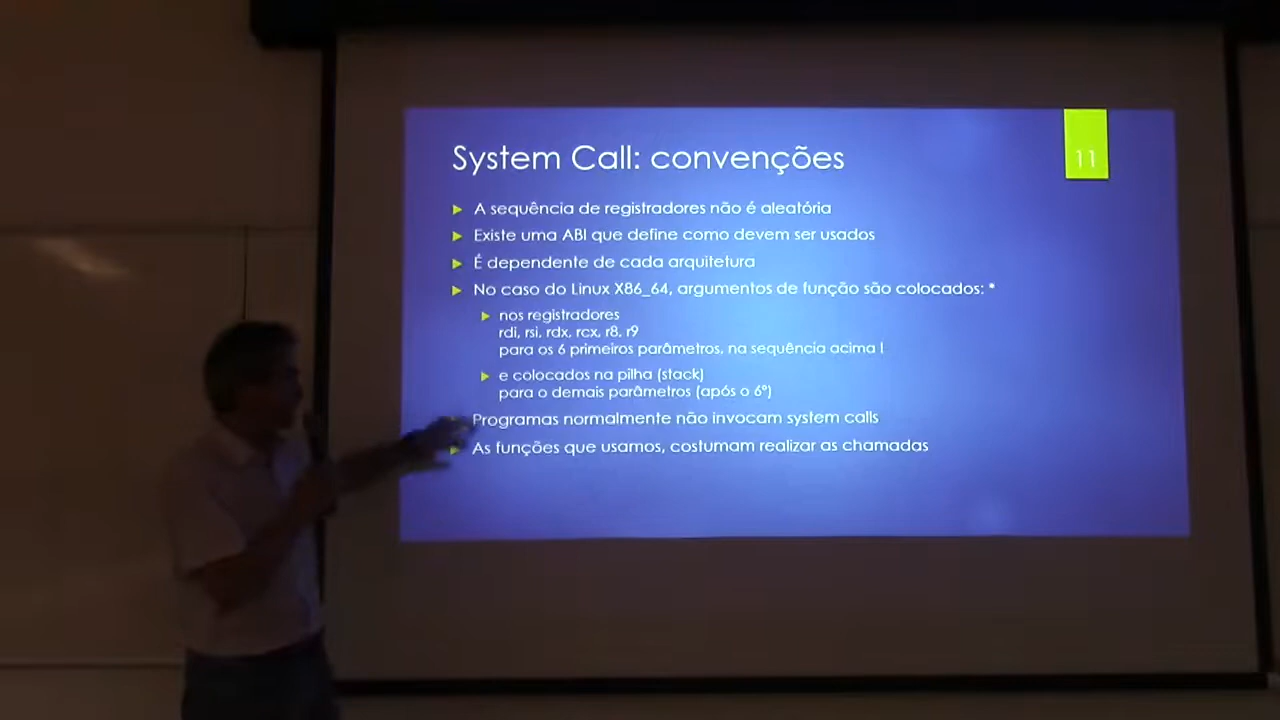 System Call: convenções
11
A sequência de registradores não é aleatória
Existe uma ABI que define como devem ser usados
É dependente de cada arquitetura
No caso do Linux X86_64, argumentos de função são colocados: *
nos registradores
rdi, rsi, rdx, rcx, r8, r9
para os 6 primeiros parâmetros, na sequência acima !
e colocados na pilha (stack)
para o demais parâmetros (após o 6º)
Programas normalmente não invocam system calls
As funções que usamos, costumam realizar as chamadas